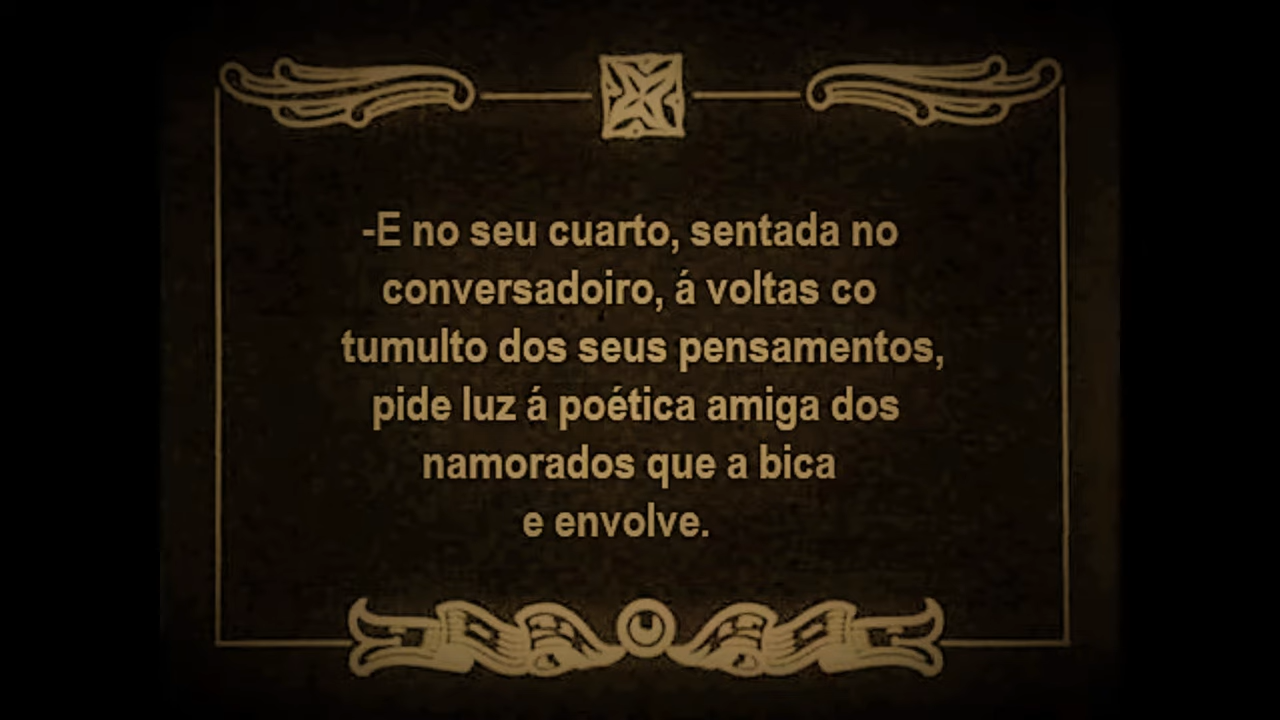 -E no seu cuarto, sentada no
conversadoiro, á voltas co
tumulto dos seus pensamentos,
pide luz á poética amiga dos
namorados que a bica
e envolve.